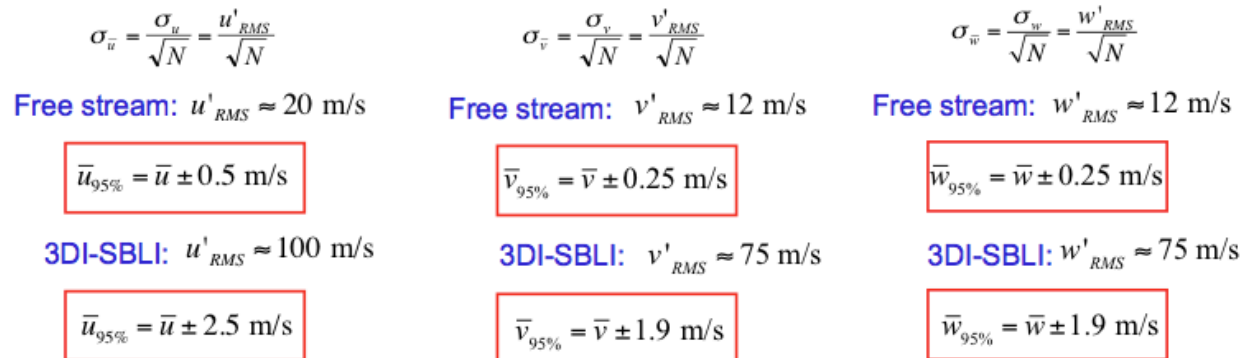 σ_ū = σ_u/√N = u'_RMS/√N
Free stream: u'_RMS ≈ 20 m/s
ū_95% = ū ± 0.5 m/s
3DI-SBLI: u'_RMS ≈ 100 m/s
ū_95% = ū ± 2.5 m/s
σ_v̄ = σ_v/√N = v'_RMS/√N
Free stream: v'_RMS ≈ 12 m/s
v̄_95% = v̄ ± 0.25 m/s
3DI-SBLI: v'_RMS ≈ 75 m/s
v̄_95% = v̄ ± 1.9 m/s
σ_w̄ = σ_w/√N = w'_RMS/√N
Free stream: w'_RMS ≈ 12 m/s
w̄_95% = w̄ ± 0.25 m/s
3DI-SBLI: w'_RMS ≈ 75 m/s
w̄_95% = w̄ ± 1.9 m/s